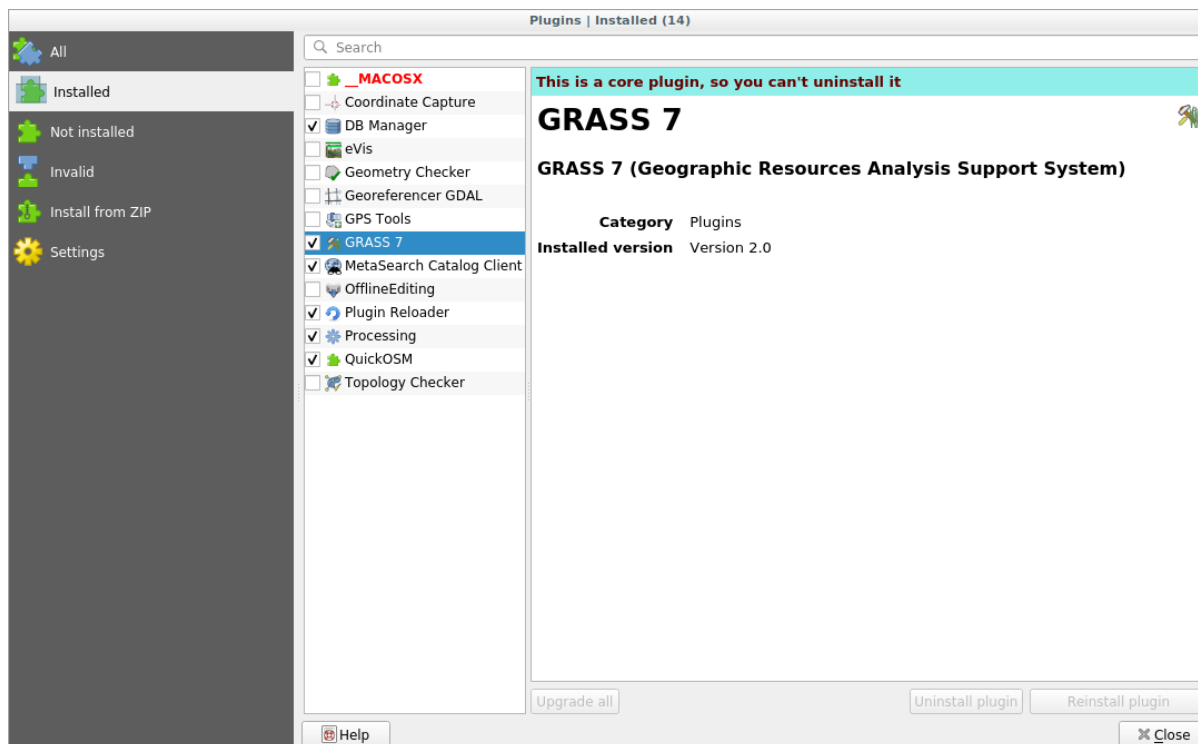 Plugins | Installed (14)
All
Installed
Not installed
Invalid
Install from ZIP
Settings
Search
__MACOSX
Coordinate Capture
DB Manager
eVis
Geometry Checker
Georeferencer GDAL
GPS Tools
GRASS 7
MetaSearch Catalog Client
OfflineEditing
Plugin Reloader
Processing
QuickOSM
Topology Checker
This is a core plugin, so you can't uninstall it
GRASS 7
GRASS 7 (Geographic Resources Analysis Support System)
Category Plugins
Installed version Version 2.0
Upgrade all
Uninstall plugin
Reinstall plugin
Help
Close